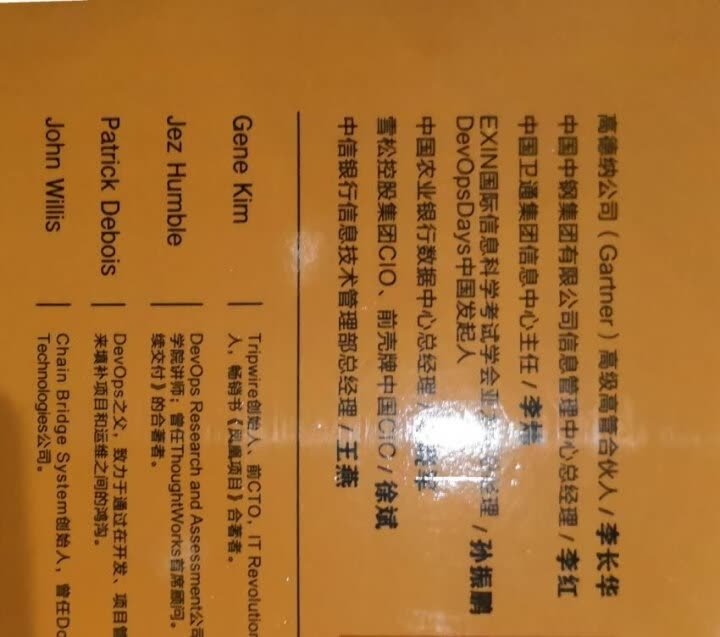 高德纳公司（Gartner）高级高管合伙人 / 李长华
中国中钢集团有限公司信息管理中心总经理 / 李红
中国卫通集团信息中心主任 / 李
EXIN国际信息科学考试学会业 经理 / 孙振鹏
DevOpsDays中国发起人
中国农业银行数据中心总经理
雪松控股集团CIO、前壳牌中国CIO / 徐斌
中信银行信息技术管理部总经理 / 王燕
Gene Kim
Tripwire创始人、前CTO，IT Revolution
人，畅销书《凤凰项目》合著者。
Jez Humble
DevOps Research and Assessment公司
学院讲师；曾任ThoughtWorks首席顾问。
续交付》的合著者。
Patrick Debois
DevOps之父，致力于通过在开发、项目管
来填补项目和运维之间的鸿沟。
John Willis
Chain Bridge System创始人，曾任Do
Technologies公司。